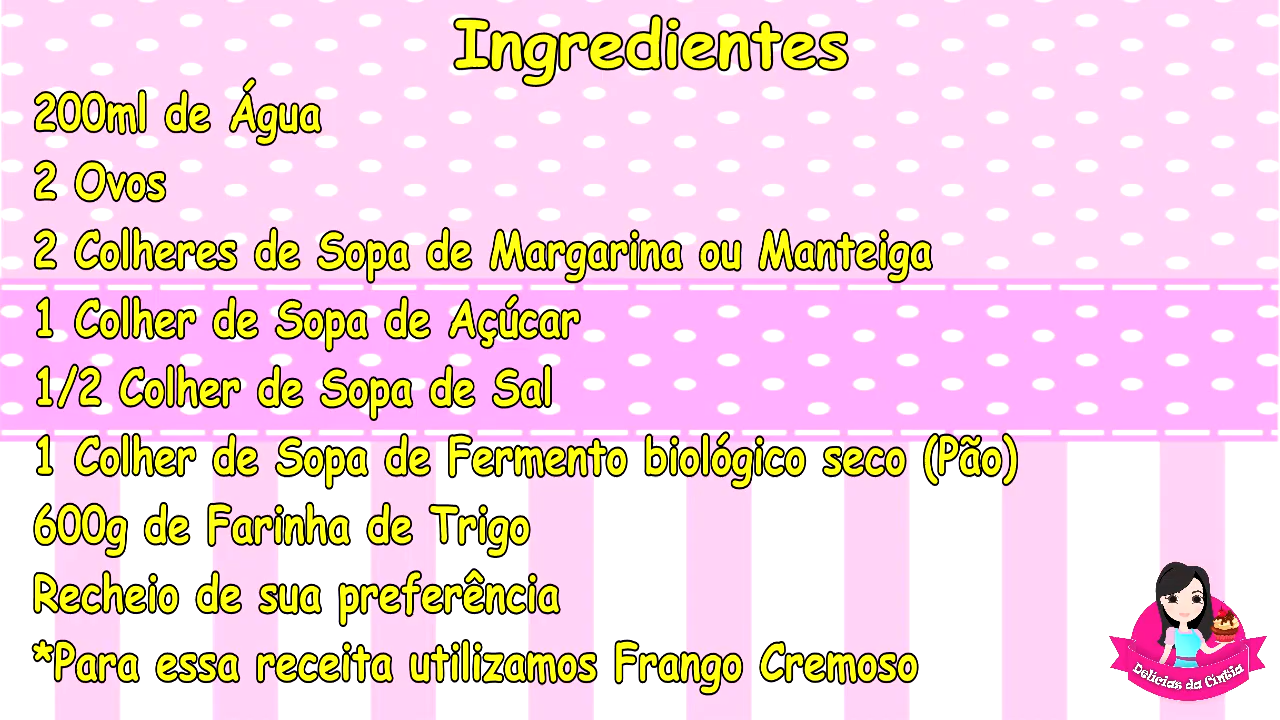 Ingredientes
200ml de Água
2 Ovos
2 Colheres de Sopa de Margarina ou Manteiga
1 Colher de Sopa de Açúcar
1/2 Colher de Sopa de Sal
1 Colher de Sopa de Fermento biológico seco (Pão)
600g de Farinha de Trigo
Recheio de sua preferência
*Para essa receita utilizamos Frango Cremoso
Delicias da Cintia